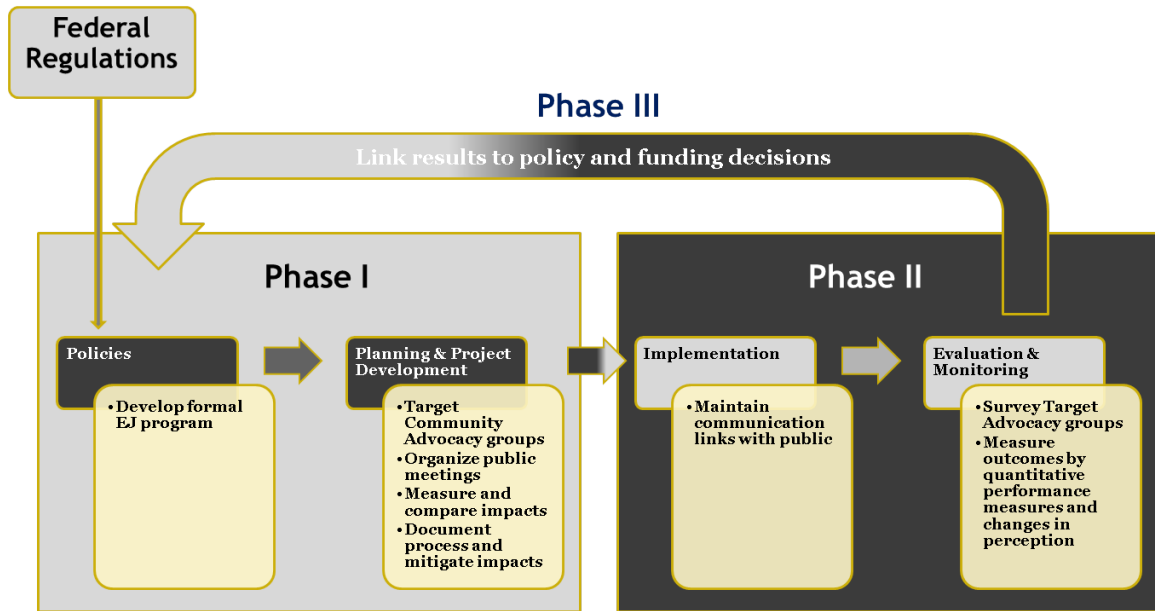 Federal
Regulations
Phase III
Link results to policy and funding decisions
Phase I
Policies
• Develop formal
EJ program
Planning & Project
Development
• Target
Community
Advocacy groups
• Organize public
meetings
• Measure and
compare impacts
• Document
process and
mitigate impacts
Phase II
Implementation
• Maintain
communication
links with public
Evaluation &
Monitoring
• Survey Target
Advocacy groups
• Measure
outcomes by
quantitative
performance
measures and
changes in
perception